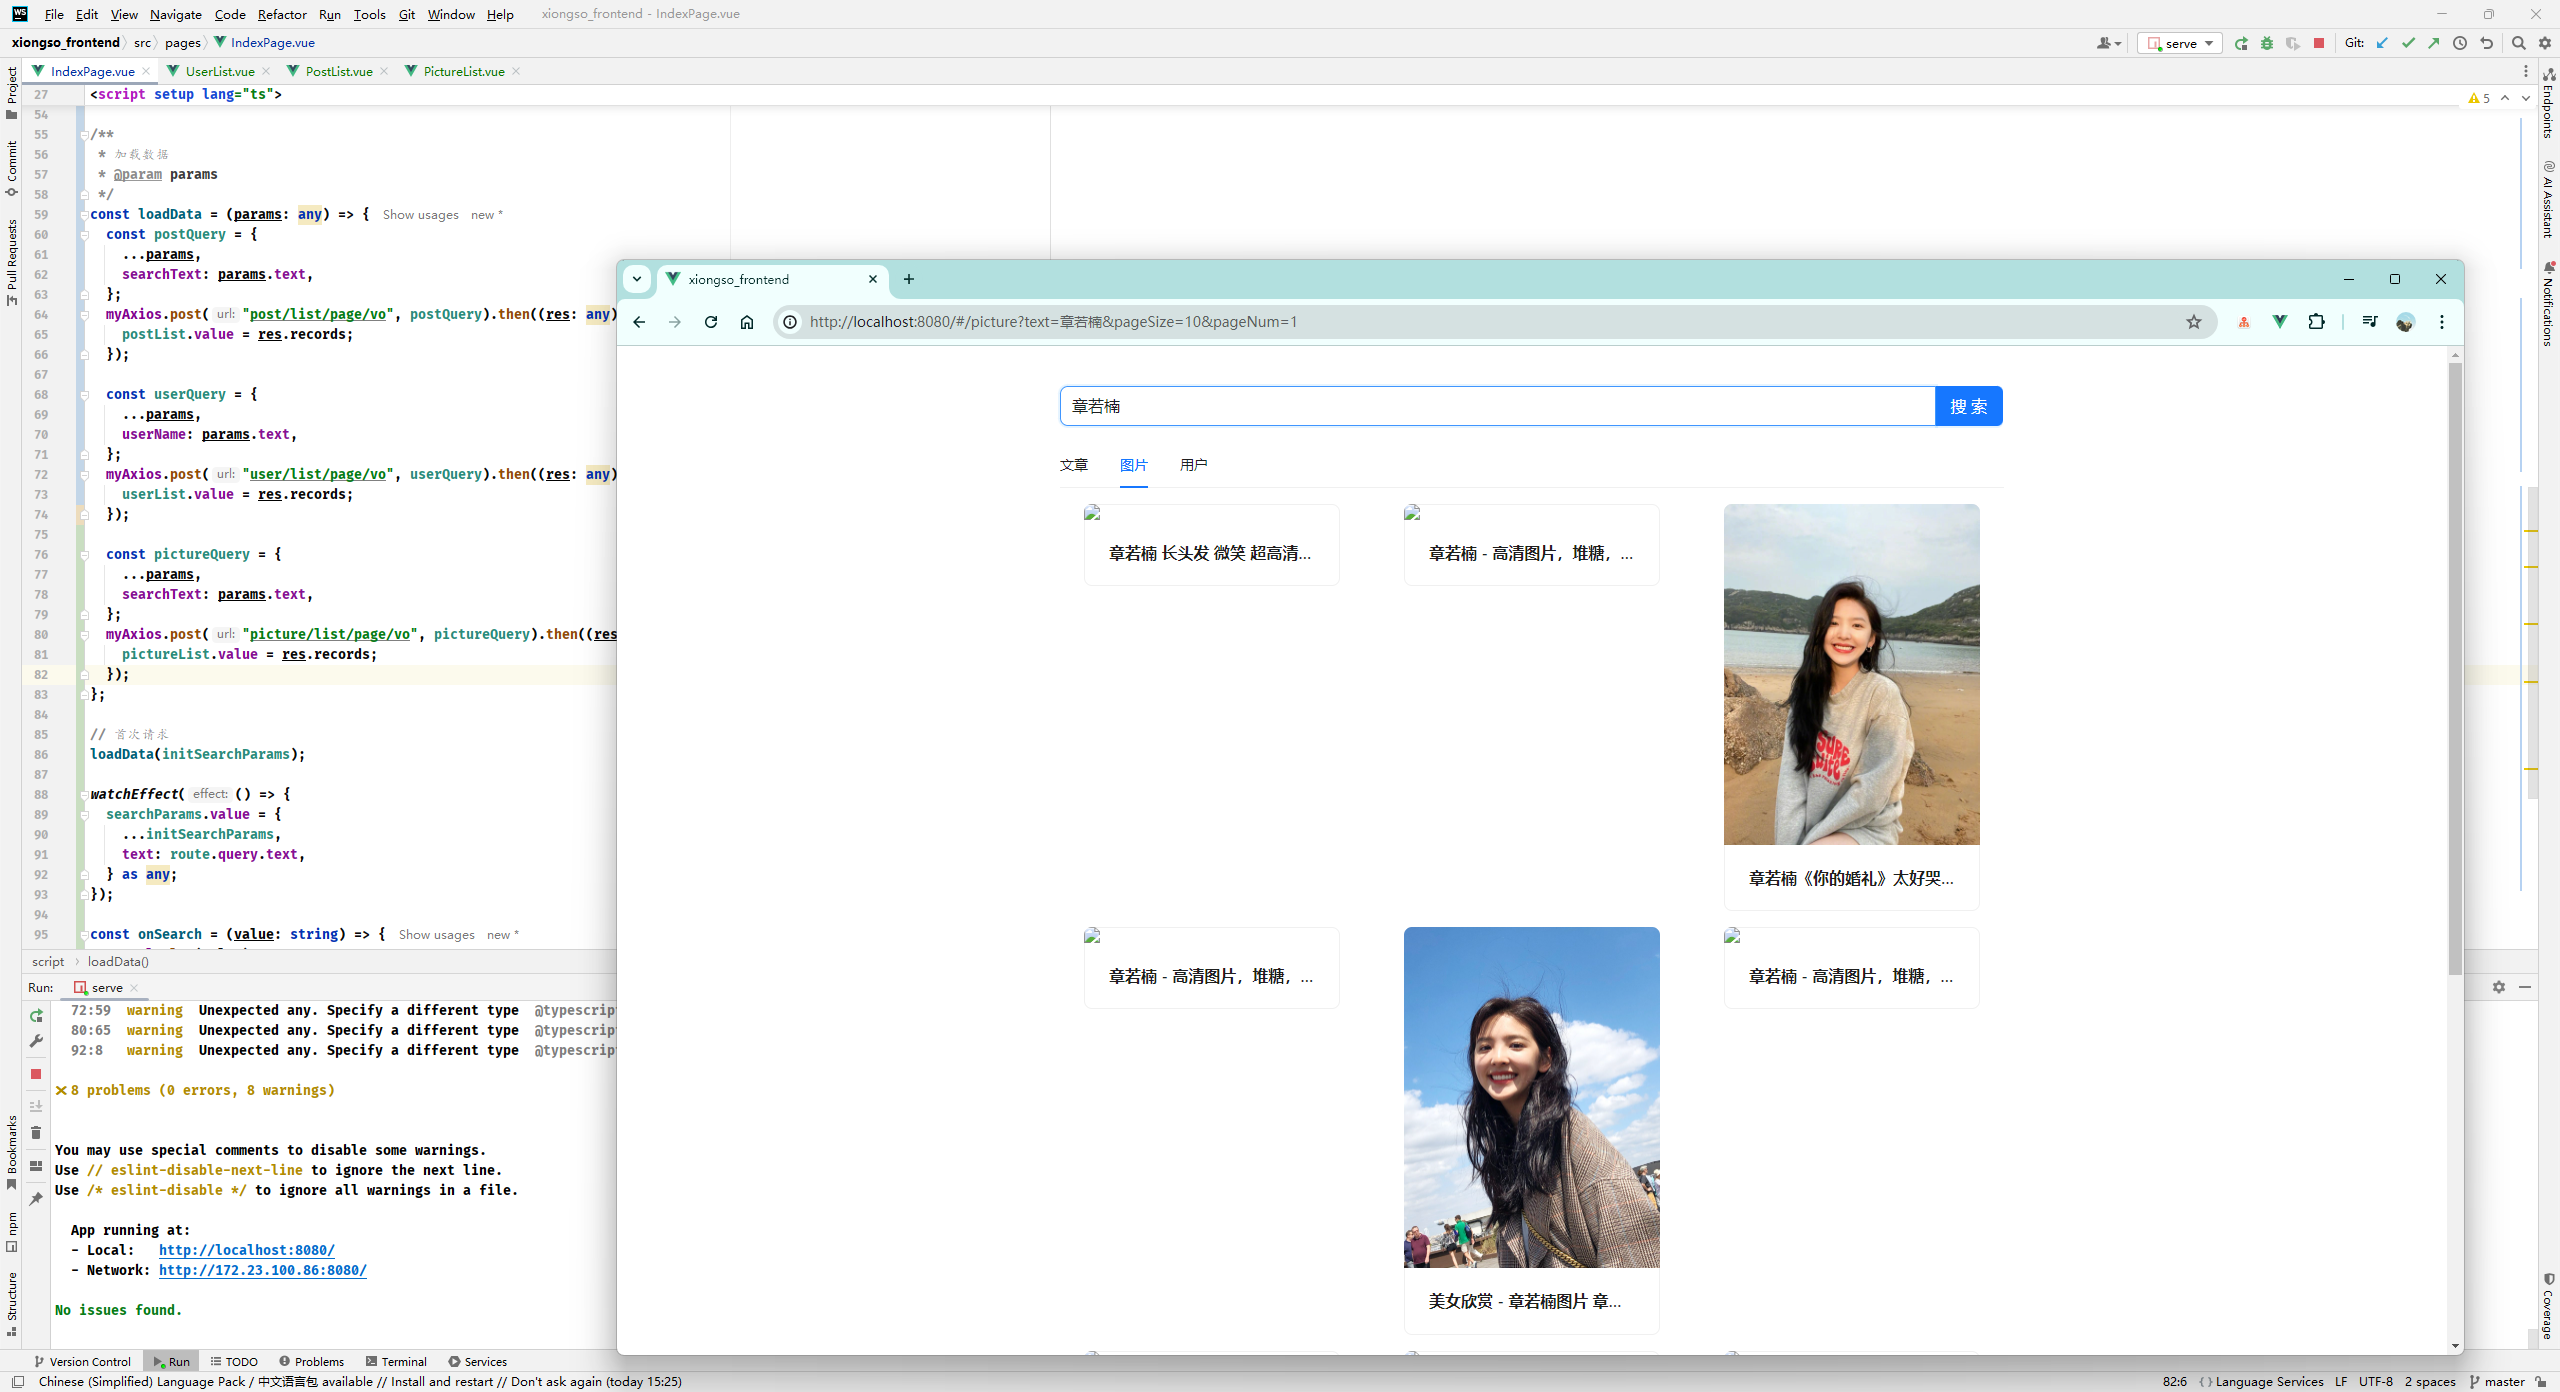 File Edit View Navigate Code Refactor Run Tools Git Window Help xiongso_frontend - IndexPage.vue
xiongso_frontend src pages IndexPage.vue serve Git:
IndexPage.vue UserList.vue PostList.vue PictureList.vue
27 <script setup lang="ts">
5
54
55 /**
56 * 加载数据
57 * @param params
58 */
59 const loadData = (params: any) => { Show usages new *
60 const postQuery = {
61 ...params,
62 searchText: params.text,
63 };
64 myAxios.post( url: "post/list/page/vo", postQuery).then((res: any)
65 postList.value = res.records;
66 });
67
68 const userQuery = {
69 ...params,
70 userName: params.text,
71 };
72 myAxios.post( url: "user/list/page/vo", userQuery).then((res: any)
73 userList.value = res.records;
74 });
75
76 const pictureQuery = {
77 ...params,
78 searchText: params.text,
79 };
80 myAxios.post( url: "picture/list/page/vo", pictureQuery).then((res
81 pictureList.value = res.records;
82 });
83 };
84
85 // 首次请求
86 loadData(initSearchParams);
87
88 watchEffect( effect: () => {
89 searchParams.value = {
90 ...initSearchParams,
91 text: route.query.text,
92 } as any;
93 });
94
95 const onSearch = (value: string) => { Show usages new *
script loadData()
Run: serve
72:59 warning Unexpected any. Specify a different type @typescrip
80:65 warning Unexpected any. Specify a different type @typescrip
92:8 warning Unexpected any. Specify a different type @typescrip
8 problems (0 errors, 8 warnings)
You may use special comments to disable some warnings.
Use // eslint-disable-next-line to ignore the next line.
Use /* eslint-disable */ to ignore all warnings in a file.
App running at:
- Local: http://localhost:8080/
- Network: http://172.23.100.86:8080/
No issues found.
xiongso_frontend
http://localhost:8080/#/picture?text=章若楠&pageSize=10&pageNum=1
章若楠 搜 索
文章 图片 用户
章若楠 长头发 微笑 超高清...
章若楠 - 高清图片，堆糖，...
SURE
white
章若楠《你的婚礼》太好哭...
章若楠 - 高清图片，堆糖，...
章若楠 - 高清图片，堆糖，...
美女欣赏 - 章若楠图片 章...
Project
Commit
Pull Requests
Bookmarks
npm
Structure
Endpoints
AI Assistant
Notifications
Coverage
Version Control Run TODO Problems Terminal Services
Chinese (Simplified) Language Pack / 中文语言包 available // Install and restart // Don't ask again (today 15:25) 82:6 {} Language Services LF UTF-8 2 spaces master